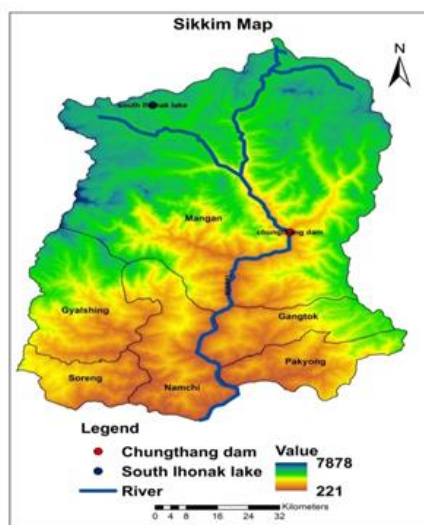 Sikkim Map
N
south lhonak lake
Mangan
chungthang dam
Gyalshing
Gangtok
Pakyong
Soreng
Namchi
Legend
Chungthang dam
South lhonak lake
River
Value
7878
221
0 4 8 16 24 32
Kilometers